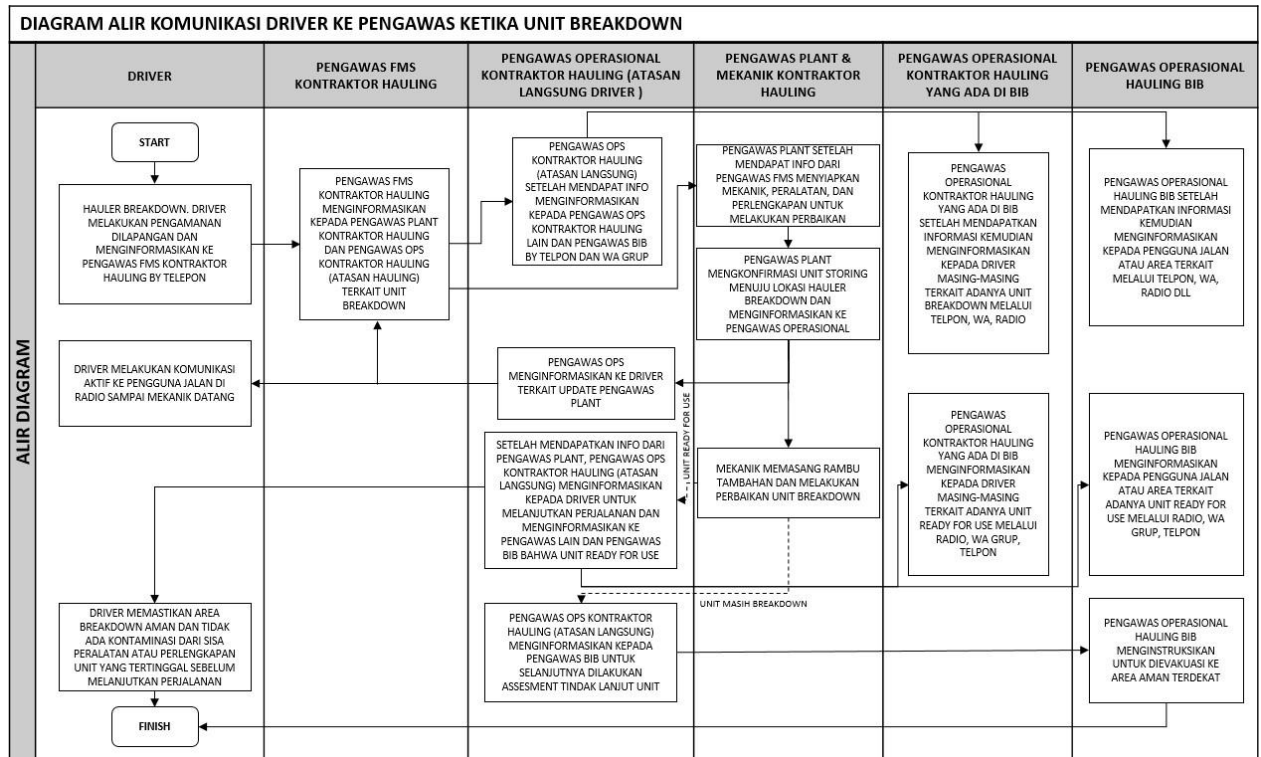 DIAGRAM ALIR KOMUNIKASI DRIVER KE PENGAWAS KETIKA UNIT BREAKDOWN
ALIR DIAGRAM
DRIVER
PENGAWAS FMS
KONTRAKTOR HAULING
PENGAWAS OPERASIONAL
KONTRAKTOR HAULING (ATASAN
LANGSUNG DRIVER )
PENGAWAS PLANT &
MEKANIK KONTRAKTOR
HAULING
PENGAWAS OPERASIONAL
KONTRAKTOR HAULING
YANG ADA DI BIB
PENGAWAS OPERASIONAL
HAULING BIB
START
HAULER BREAKDOWN. DRIVER
MELAKUKAN PENGAMANAN
DILAPANGAN DAN
MENGINFORMASIKAN KE
PENGAWAS FMS KONTRAKTOR
HAULING BY TELEPON
PENGAWAS FMS
KONTRAKTOR HAULING
MENGINFORMASIKAN
KEPADA PENGAWAS PLANT
KONTRAKTOR HAULING
DAN PENGAWAS OPS
KONTRAKTOR HAULING
(ATASAN HAULING)
TERKAIT UNIT
BREAKDOWN
PENGAWAS OPS
KONTRAKTOR HAULING
(ATASAN LANGSUNG)
SETELAH MENDAPAT INFO
MENGINFORMASIKAN
KEPADA PENGAWAS OPS
KONTRAKTOR HAULING
LAIN DAN PENGAWAS BIB
BY TELPON DAN WA GRUP
PENGAWAS PLANT SETELAH
MENDAPAT INFO DARI
PENGAWAS FMS MENYIAPKAN
MEKANIK, PERALATAN, DAN
PERLENGKAPAN UNTUK
MELAKUKAN PERBAIKAN
PENGAWAS
OPERASIONAL
KONTRAKTOR HAULING
YANG ADA DI BIB
SETELAH MENDAPATKAN
INFORMASI KEMUDIAN
MENGINFORMASIKAN
KEPADA DRIVER
MASING-MASING
TERKAIT ADANYA UNIT
BREAKDOWN MELALUI
TELPON, WA, RADIO
PENGAWAS OPERASIONAL
HAULING BIB SETELAH
MENDAPATKAN INFORMASI
KEMUDIAN
MENGINFORMASIKAN
KEPADA PENGGUNA JALAN
ATAU AREA TERKAIT
MELALUI TELPON, WA,
RADIO DLL
PENGAWAS PLANT
MENGKONFIRMASI UNIT STORING
MENUJU LOKASI HAULER
BREAKDOWN DAN
MENGINFORMASIKAN KE
PENGAWAS OPERASIONAL
DRIVER MELAKUKAN KOMUNIKASI
AKTIF KE PENGGUNA JALAN DI
RADIO SAMPAI MEKANIK DATANG
PENGAWAS OPS
MENGINFORMASIKAN KE DRIVER
TERKAIT UPDATE PENGAWAS
PLANT
SETELAH MENDAPATKAN INFO DARI
PENGAWAS PLANT, PENGAWAS OPS
KONTRAKTOR HAULING (ATASAN
LANGSUNG) MENGINFORMASIKAN
KEPADA DRIVER UNTUK
MELANJUTKAN PERJALANAN DAN
MENGINFORMASIKAN KE
PENGAWAS LAIN DAN PENGAWAS
BIB BAHWA UNIT READY FOR USE
UNIT READY FOR USE
MEKANIK MEMASANG RAMBU
TAMBAHAN DAN MELAKUKAN
PERBAIKAN UNIT BREAKDOWN
PENGAWAS
OPERASIONAL
KONTRAKTOR HAULING
YANG ADA DI BIB
MENGINFORMASIKAN
KEPADA DRIVER
MASING-MASING
TERKAIT ADANYA UNIT
READY FOR USE MELALUI
RADIO, WA GRUP,
TELPON
PENGAWAS OPERASIONAL
HAULING BIB
MENGINFORMASIKAN
KEPADA PENGGUNA JALAN
ATAU AREA TERKAIT
ADANYA UNIT READY FOR
USE MELALUI RADIO, WA
GRUP, TELPON
UNIT MASIH BREAKDOWN
DRIVER MEMASTIKAN AREA
BREAKDOWN AMAN DAN TIDAK
ADA KONTAMINASI DARI SISA
PERALATAN ATAU PERLENGKAPAN
UNIT YANG TERTINGGAL SEBELUM
MELANJUTKAN PERJALANAN
PENGAWAS OPS KONTRAKTOR
HAULING (ATASAN LANGSUNG)
MENGINFORMASIKAN KEPADA
PENGAWAS BIB UNTUK
SELANJUTNYA DILAKUKAN
ASSESMENT TINDAK LANJUT UNIT
PENGAWAS OPERASIONAL
HAULING BIB
MENGINSTRUKSIKAN
UNTUK DIEVAKUASI KE
AREA AMAN TERDEKAT
FINISH